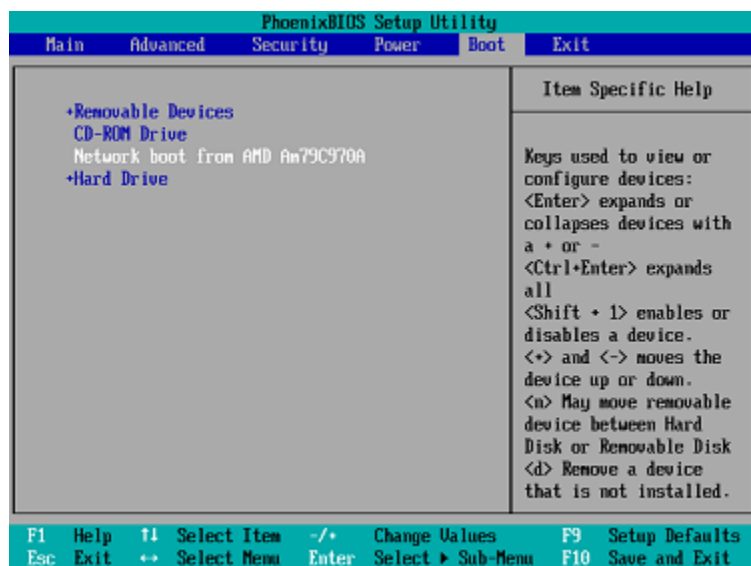 PhoenixBIOS Setup Utility
Main Advanced Security Power Boot Exit
+Removable Devices
CD-ROM Drive
Network boot from AMD Am79C970A
+Hard Drive
Item Specific Help
Keys used to view or
configure devices:
<Enter> expands or
collapses devices with
a + or -
<Ctrl+Enter> expands
all
<Shift + 1> enables or
disables a device.
<+> and <-> moves the
device up or down.
<n> May move removable
device between Hard
Disk or Removable Disk
<d> Remove a device
that is not installed.
F1 Help ↑↓ Select Item -/+ Change Values F9 Setup Defaults
Esc Exit ↔ Select Menu Enter Select ▶ Sub-Menu F10 Save and Exit